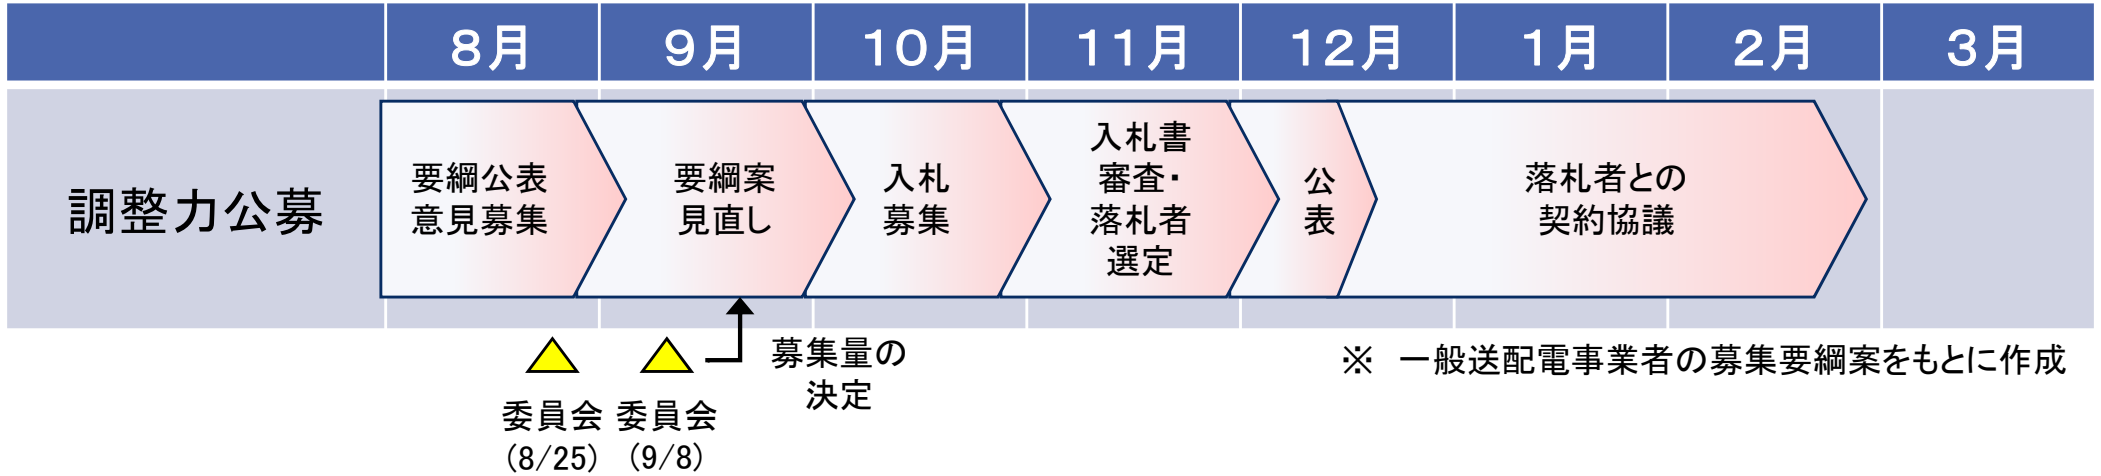 8月 9月 10月 11月 12月 1月 2月 3月
調整力公募
要綱公表
意見募集
要綱案
見直し
入札
募集
入札書
審査・
落札者
選定
公
表
落札者との
契約協議
募集量の
決定
委員会
(8/25)
委員会
(9/8)
※ 一般送配電事業者の募集要綱案をもとに作成